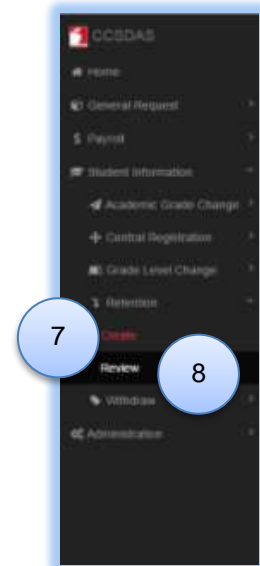 CCSDAS
Home
General Request
$ Payroll
Student Information
Academic Grade Change
Central Registration
Grade Level Change
Retention
7
Create
Review
8
Withdraw
Administration